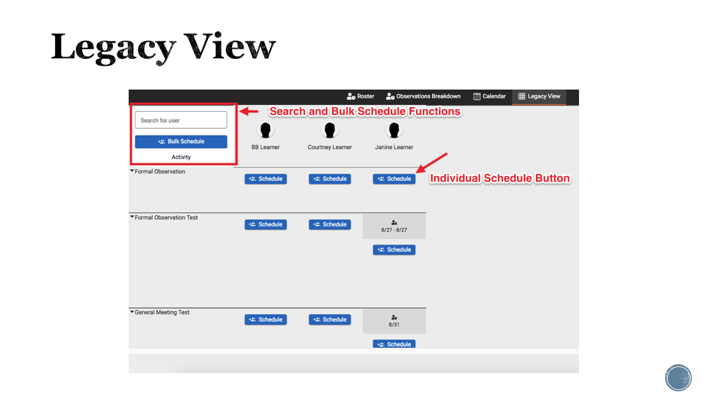 Legacy View
Roster
Observations Breakdown
Calendar
Legacy View
Search and Bulk Schedule Functions
Search for user
Bulk Schedule
Activity
BB Learner
Courtney Learner
Janine Learner
Individual Schedule Button
Formal Observation
Schedule
Schedule
Schedule
Formal Observation Test
Schedule
Schedule
8/27 - 8/27
Schedule
General Meeting Test
Schedule
Schedule
8/31
Schedule